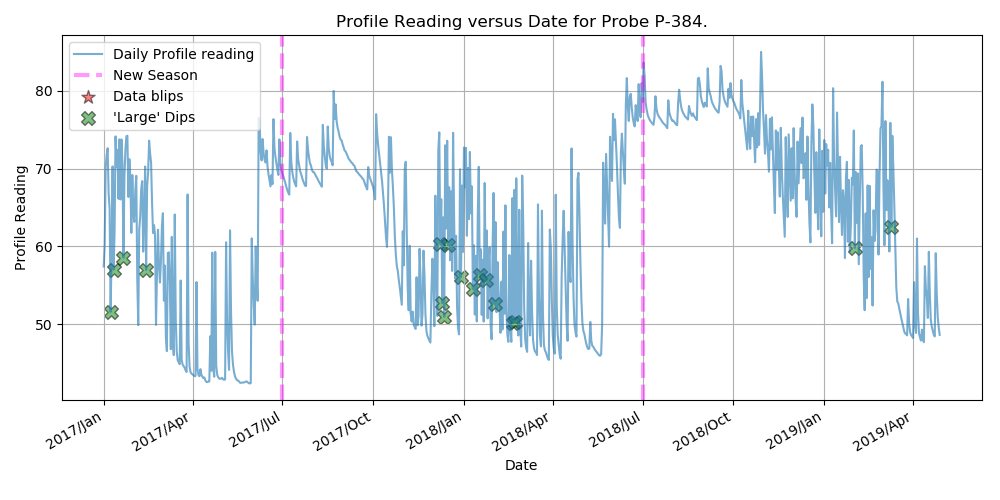 Profile Reading versus Date for Probe P-384.
Daily Profile reading
New Season
Data blips
'Large' Dips
Profile Reading
80
70
60
50
2017/Jan
2017/Apr
2017/Jul
2017/Oct
2018/Jan
2018/Apr
2018/Jul
2018/Oct
2019/Jan
2019/Apr
Date